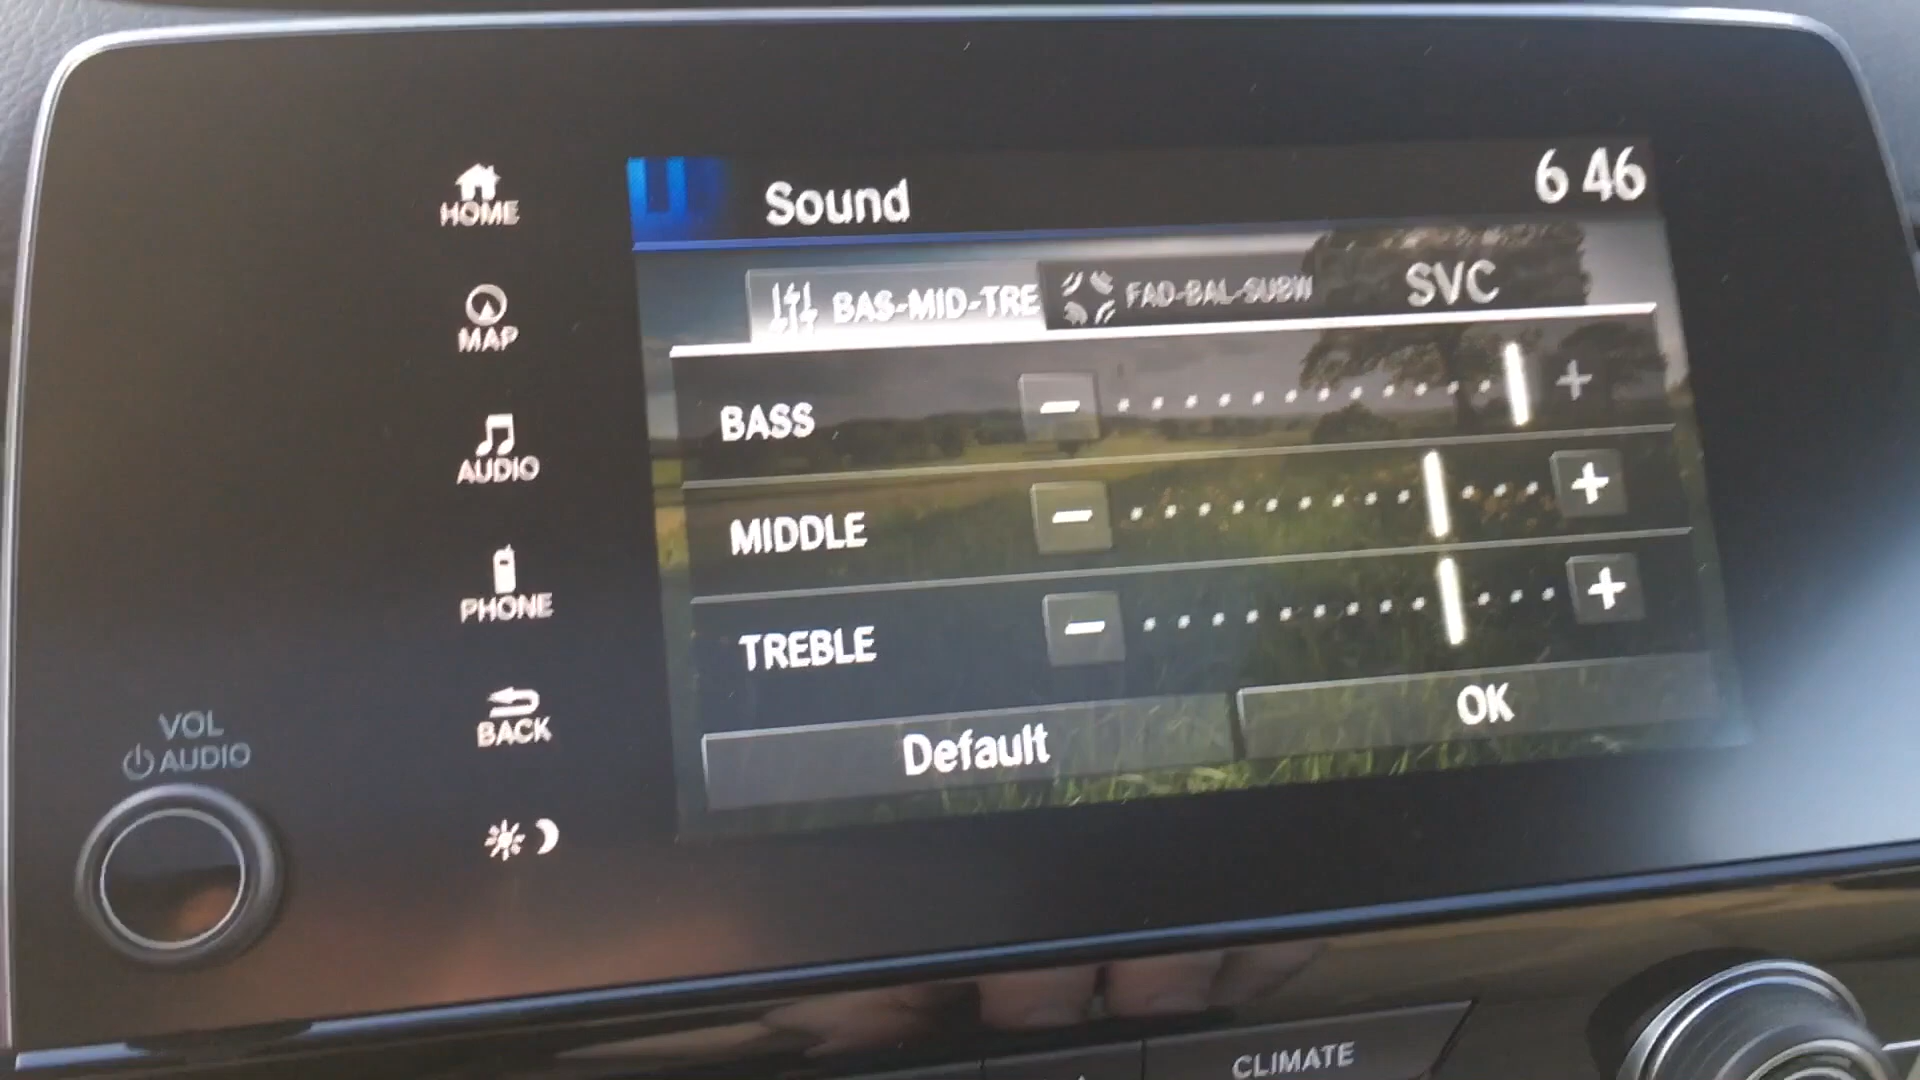 HOME
MAP
AUDIO
PHONE
BACK
VOL
AUDIO
Sound
6 46
BAS-MID-TRE
FAD-BAL-SUBW
SVC
BASS
MIDDLE
TREBLE
Default
OK
CLIMATE